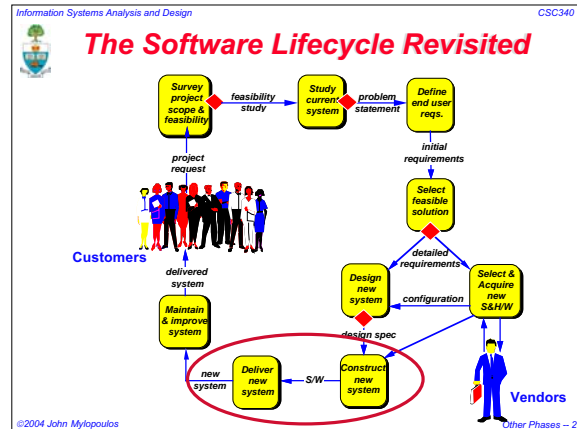 Information Systems Analysis and Design
CSC340
The Software Lifecycle Revisited
Survey
project
scope &
feasibility
feasibility
study
Study
current
system
problem
statement
Define
end user
reqs.
project
request
initial
requirements
Select
feasible
solution
Customers
detailed
requirements
delivered
system
Design
new
system
configuration
Select &
Acquire
new
S&H/W
Maintain
& improve
system
design spec
new
system
Deliver
new
system
S/W
Construct
new
system
Vendors
©2004 John Mylopoulos
Other Phases -- 2